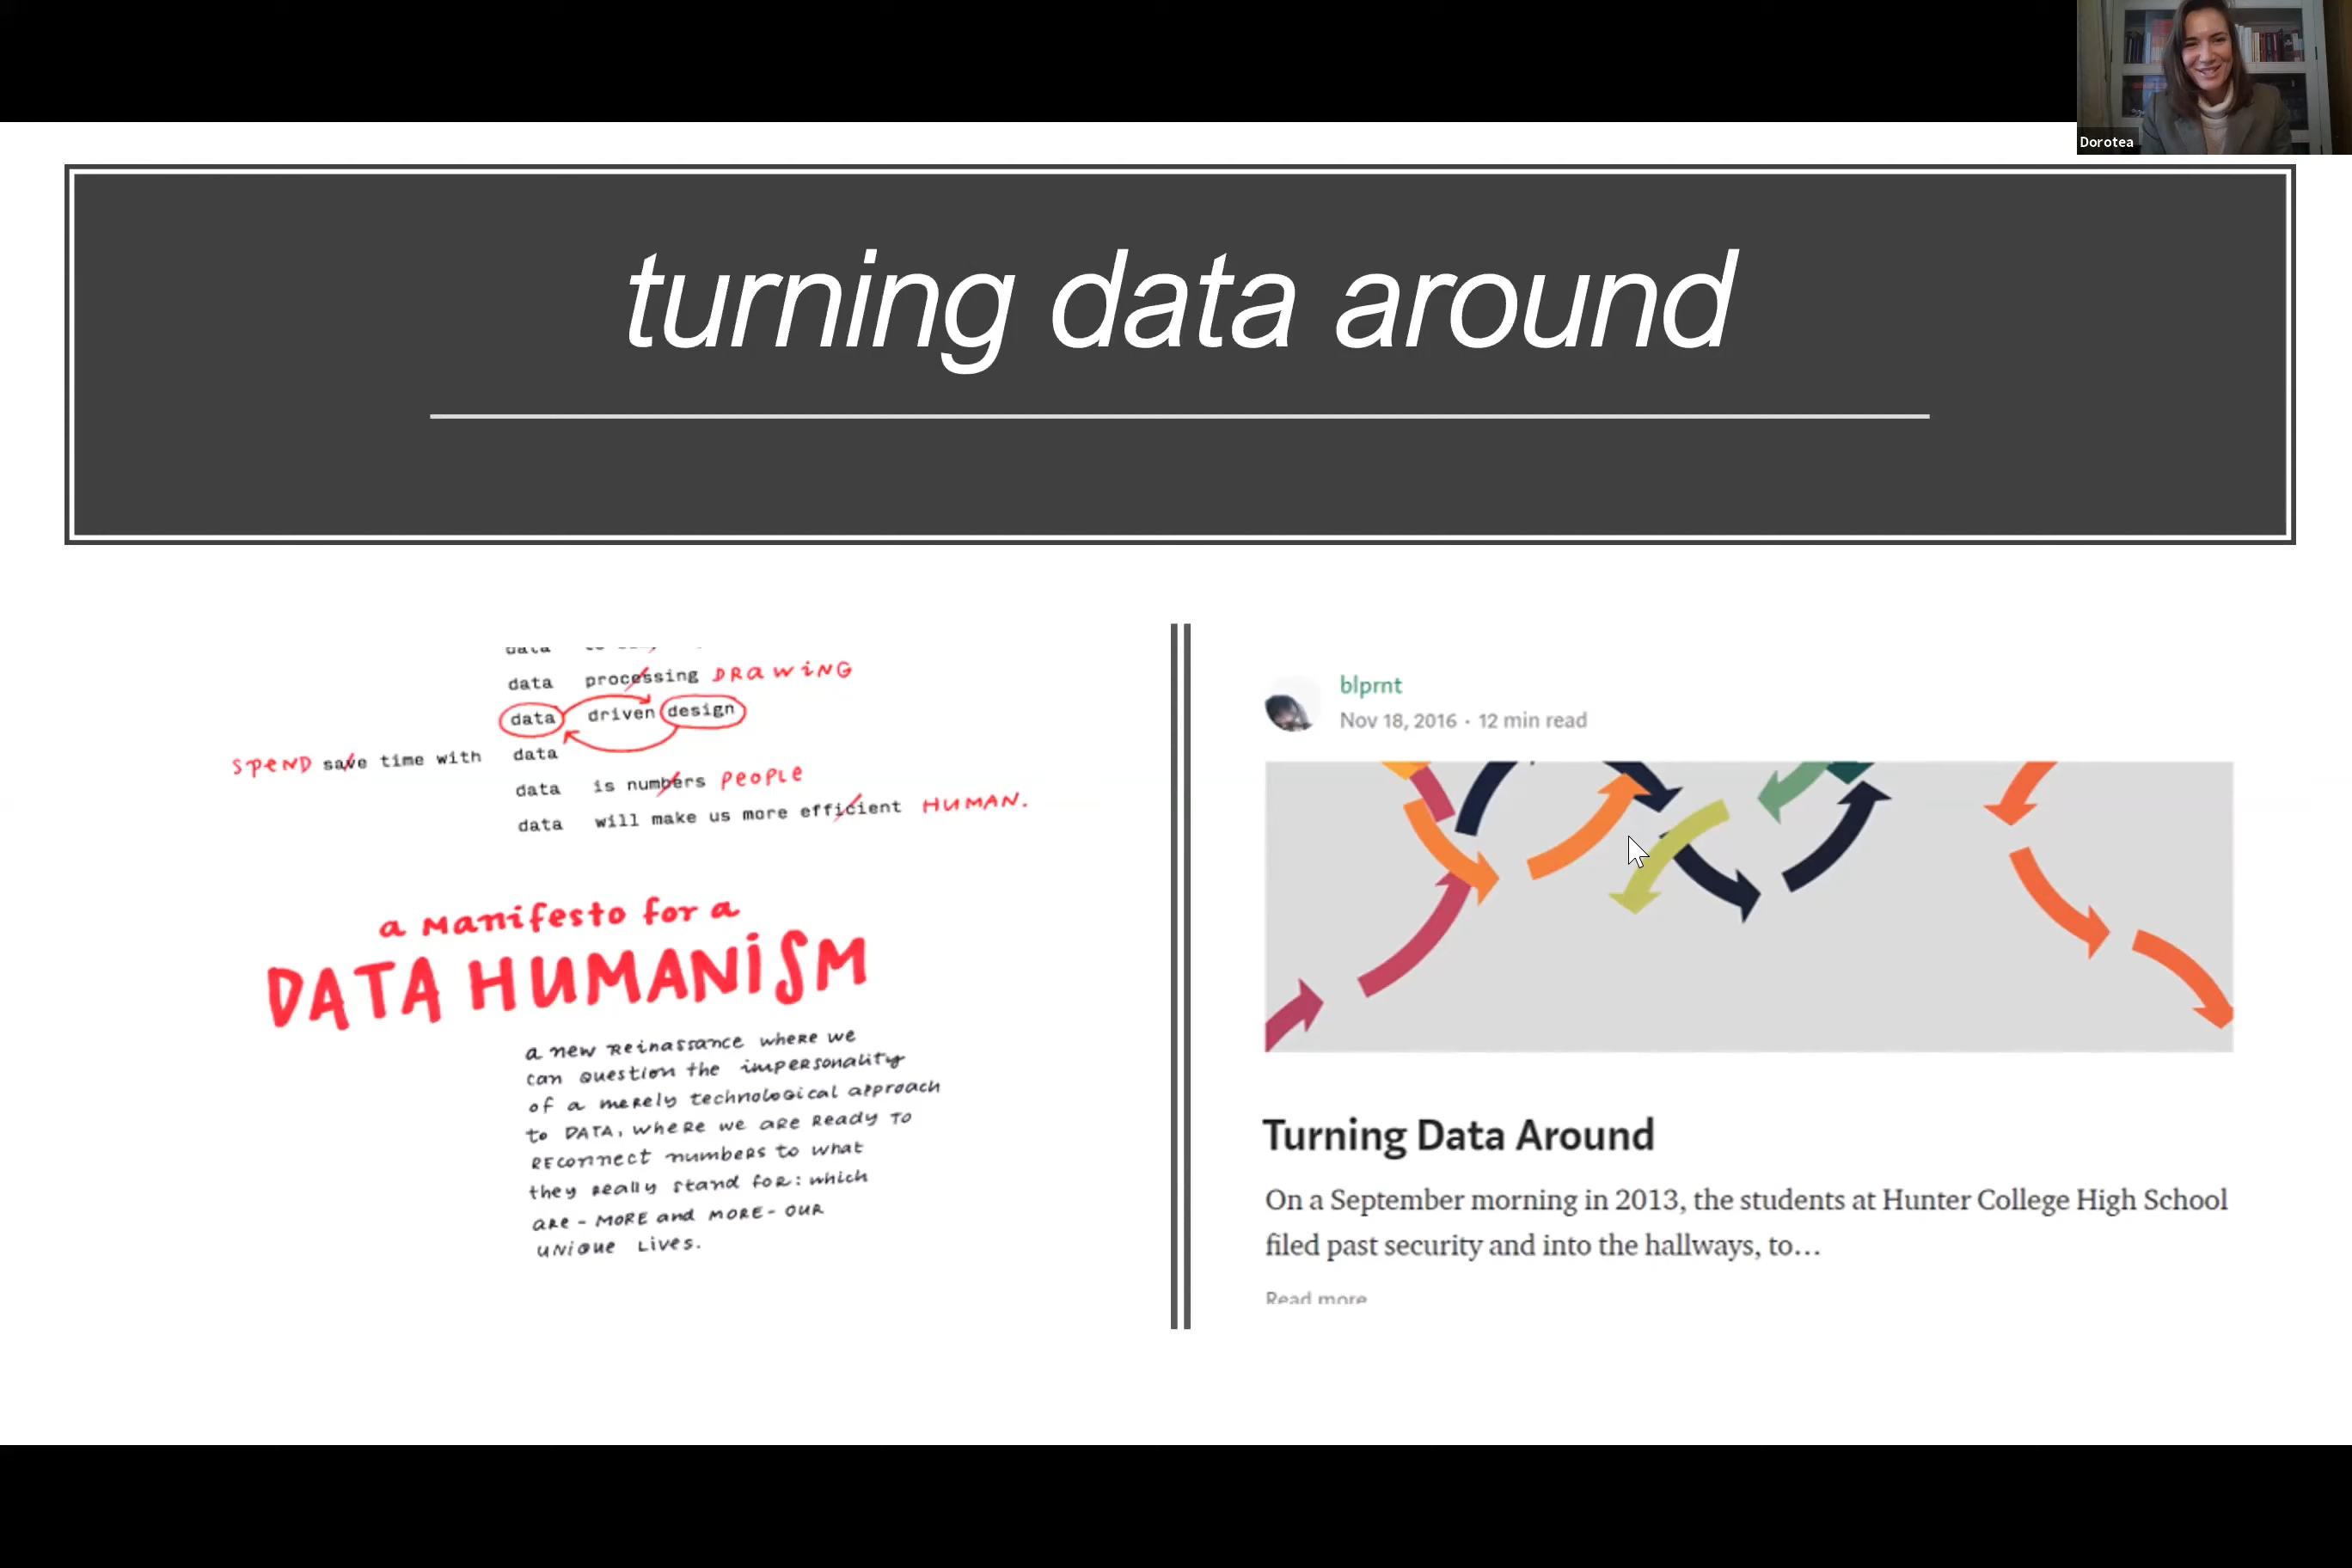 Dorotea
turning data around
data processing DRAWING
data driven design
SPEND save time with data
data is numbers PEOPLE
data will make us more efficient HUMAN.
a manifesto for a
DATA HUMANISM
a new Reinassance where we
can question the impersonality
of a merely technological approach
to DATA, where we are ready to
REconnect numbers to what
they really stand for: which
are - MORE and MORE - OUR
UNIQUE LIVES.
blprnt
Nov 18, 2016 · 12 min read
Turning Data Around
On a September morning in 2013, the students at Hunter College High School
filed past security and into the hallways, to…
Read more